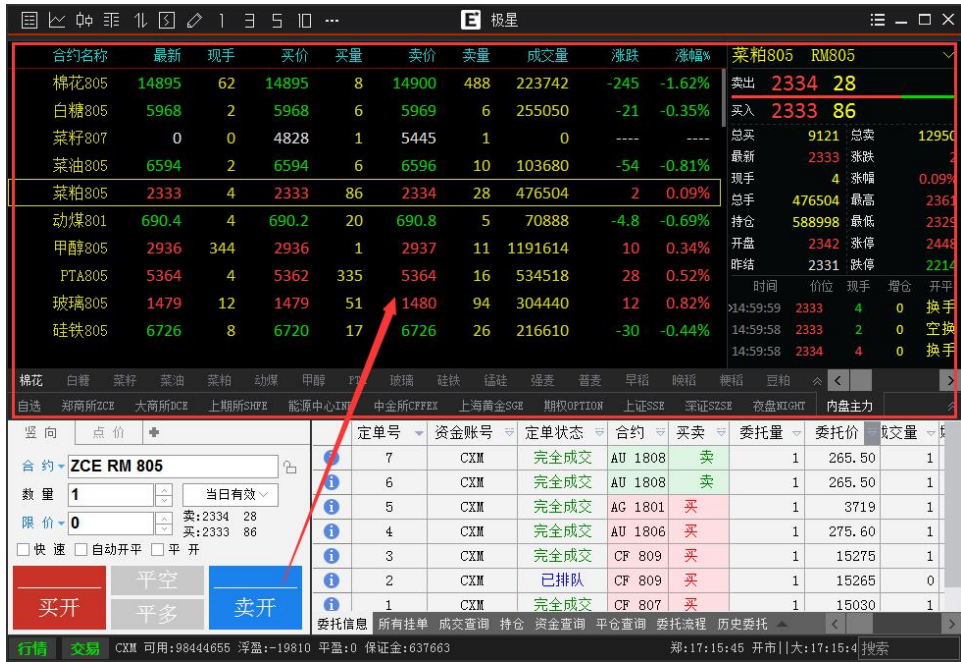 1 3 5 10 ... E 极星
合约名称 最新 现手 买价 买量 卖价 卖量 成交量 涨跌 涨幅%
棉花805 14895 62 14895 8 14900 488 223742 -245 -1.62%
白糖805 5968 2 5968 6 5969 6 255050 -21 -0.35%
菜籽807 0 0 4828 1 5445 1 0 ---- ----
菜油805 6594 2 6594 6 6596 10 103680 -54 -0.81%
菜粕805 2333 4 2333 86 2334 28 476504 2 0.09%
动煤801 690.4 4 690.2 20 690.8 5 70888 -4.8 -0.69%
甲醇805 2936 344 2936 1 2937 11 1191614 10 0.34%
PTA805 5364 4 5362 335 5364 16 534518 28 0.52%
玻璃805 1479 12 1479 51 1480 94 304440 12 0.82%
硅铁805 6726 8 6720 17 6726 26 216610 -30 -0.44%
菜粕805 RM805
卖出 2334 28
买入 2333 86
总买 9121 总卖 12950
最新 2333 涨跌 2
现手 4 涨幅 0.09%
总手 476504 最高 2361
持仓 588998 最低 2329
开盘 2342 涨停 2448
昨结 2331 跌停 2214
时间 价位 现手 增仓 开平
14:59:59 2333 4 0 换手
14:59:58 2333 2 0 空换
14:59:58 2334 4 0 换手
棉花 白糖 菜籽 菜油 菜粕 动煤 甲醇 玻璃 硅铁 锰硅 强麦 普麦 早稻 晚稻 粳稻 豆粕
自选 郑商所ZCE 大商所DCE 上期所SHFE 能源中心INE 中金所CFFEX 上海黄金SGE 期权OPTION 上证SSE 深证SZSE 夜盘NIGHT 内盘主力
竖向 点价
合约 ZCE RM 805
数量 1 当日有效
限价 0 卖:2334 28
买:2333 86
快速 自动开平 平开
买开 平空 平多 卖开
定单号 资金账号 定单状态 合约 买卖 委托量 委托价 成交量
7 CXM 完全成交 AU 1808 卖 1 265.50 1
6 CXM 完全成交 AU 1808 卖 1 265.50 1
5 CXM 完全成交 AG 1801 买 1 3719 1
4 CXM 完全成交 AU 1806 买 1 275.60 1
3 CXM 完全成交 CF 809 买 1 15275 1
2 CXM 已排队 CF 809 买 1 15265 0
1 CXM 完全成交 CF 807 买 1 15030 1
委托信息 所有挂单 成交查询 持仓 资金查询 平仓查询 委托流程 历史委托
行情 交易 CXM 可用:98444655 浮盈:-19810 平盈:0 保证金:637663 郑:17:15:45 开市||大:17:15:4 搜索